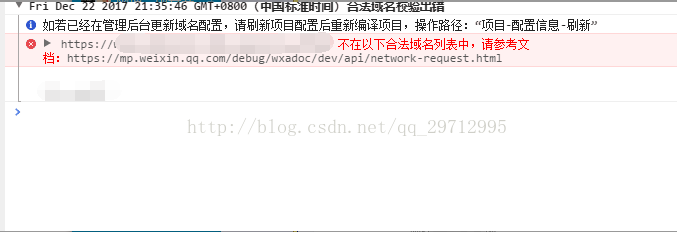 Fri Dec 22 2017 21:35:46 GMT+0800 (中国标准时间) 合法域名校验出错
如若已经在管理后台更新域名配置，请刷新项目配置后重新编译项目，操作路径：“项目-配置信息-刷新”
https:// 不在以下合法域名列表中，请参考文
档：https://mp.weixin.qq.com/debug/wxadoc/dev/api/network-request.html
http://blog.csdn.net/qq_29712995